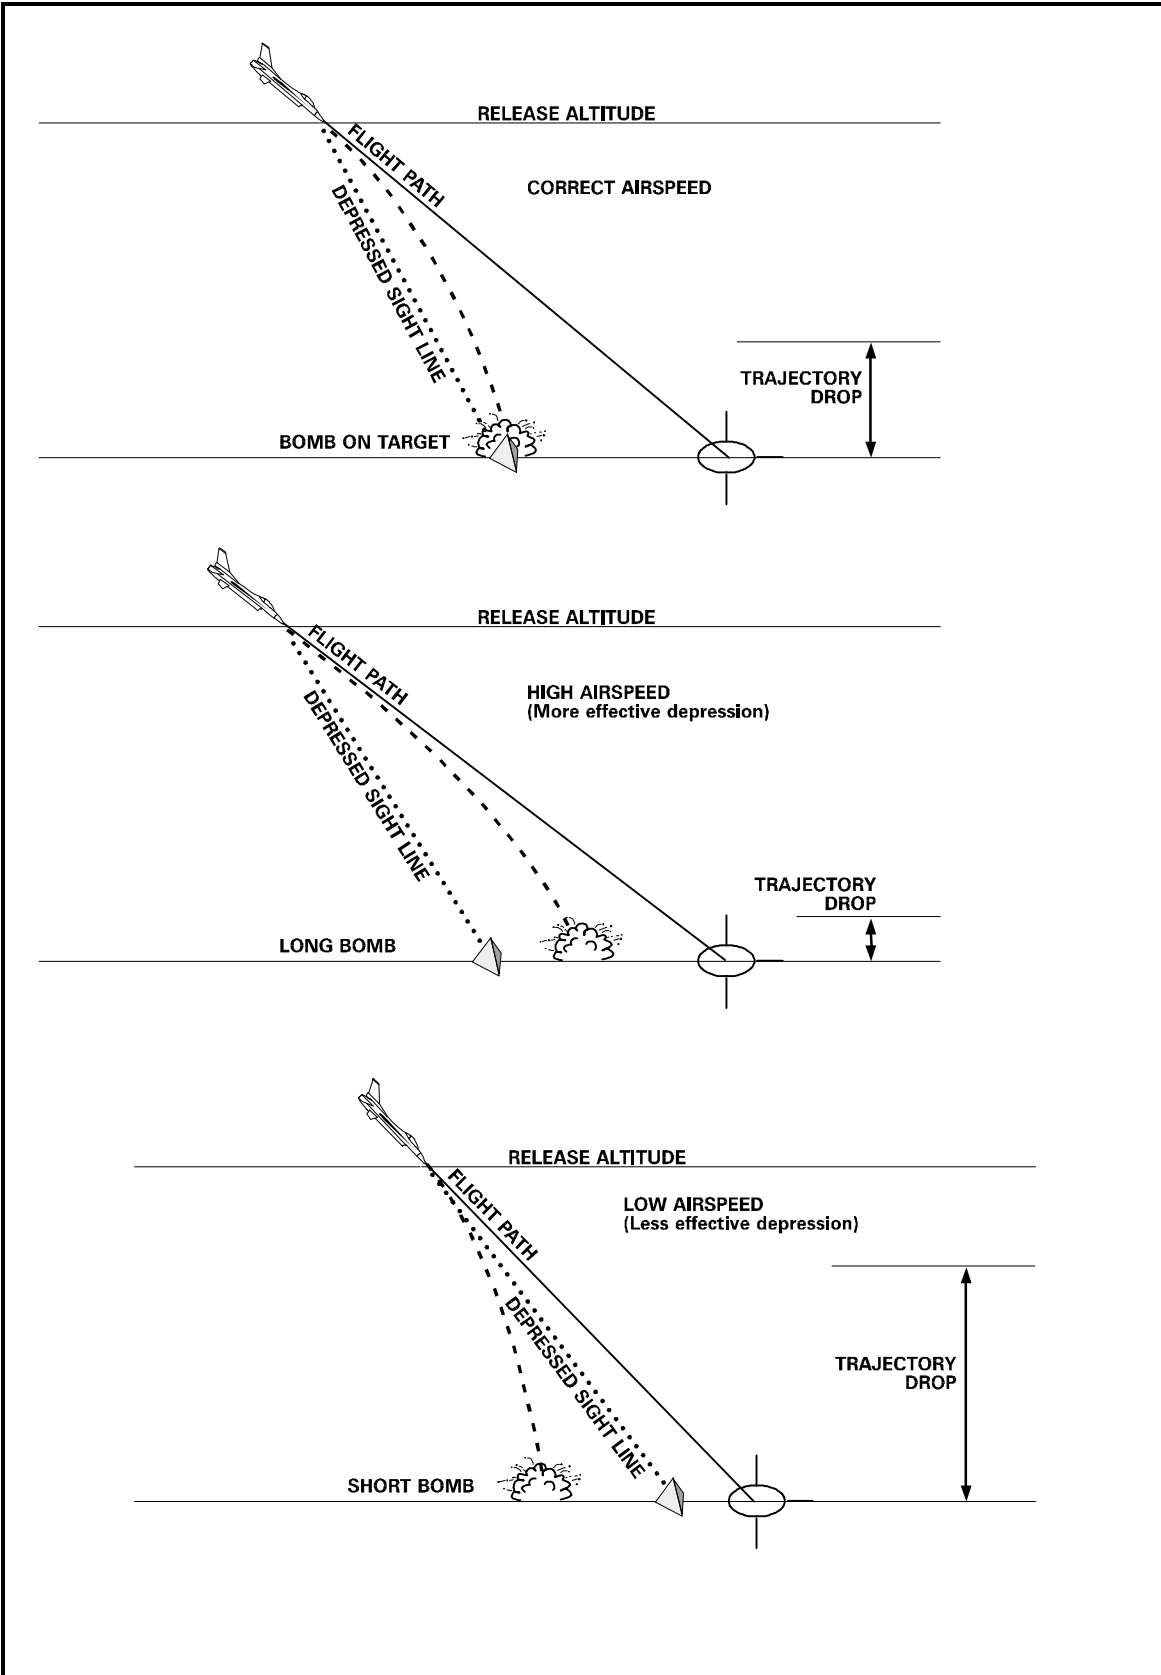 RELEASE ALTITUDE
FLIGHT PATH
CORRECT AIRSPEED
DEPRESSED SIGHT LINE
TRAJECTORY
DROP
BOMB ON TARGET
RELEASE ALTITUDE
FLIGHT PATH
HIGH AIRSPEED
(More effective depression)
DEPRESSED SIGHT LINE
TRAJECTORY
DROP
LONG BOMB
RELEASE ALTITUDE
FLIGHT PATH
LOW AIRSPEED
(Less effective depression)
DEPRESSED SIGHT LINE
TRAJECTORY
DROP
SHORT BOMB